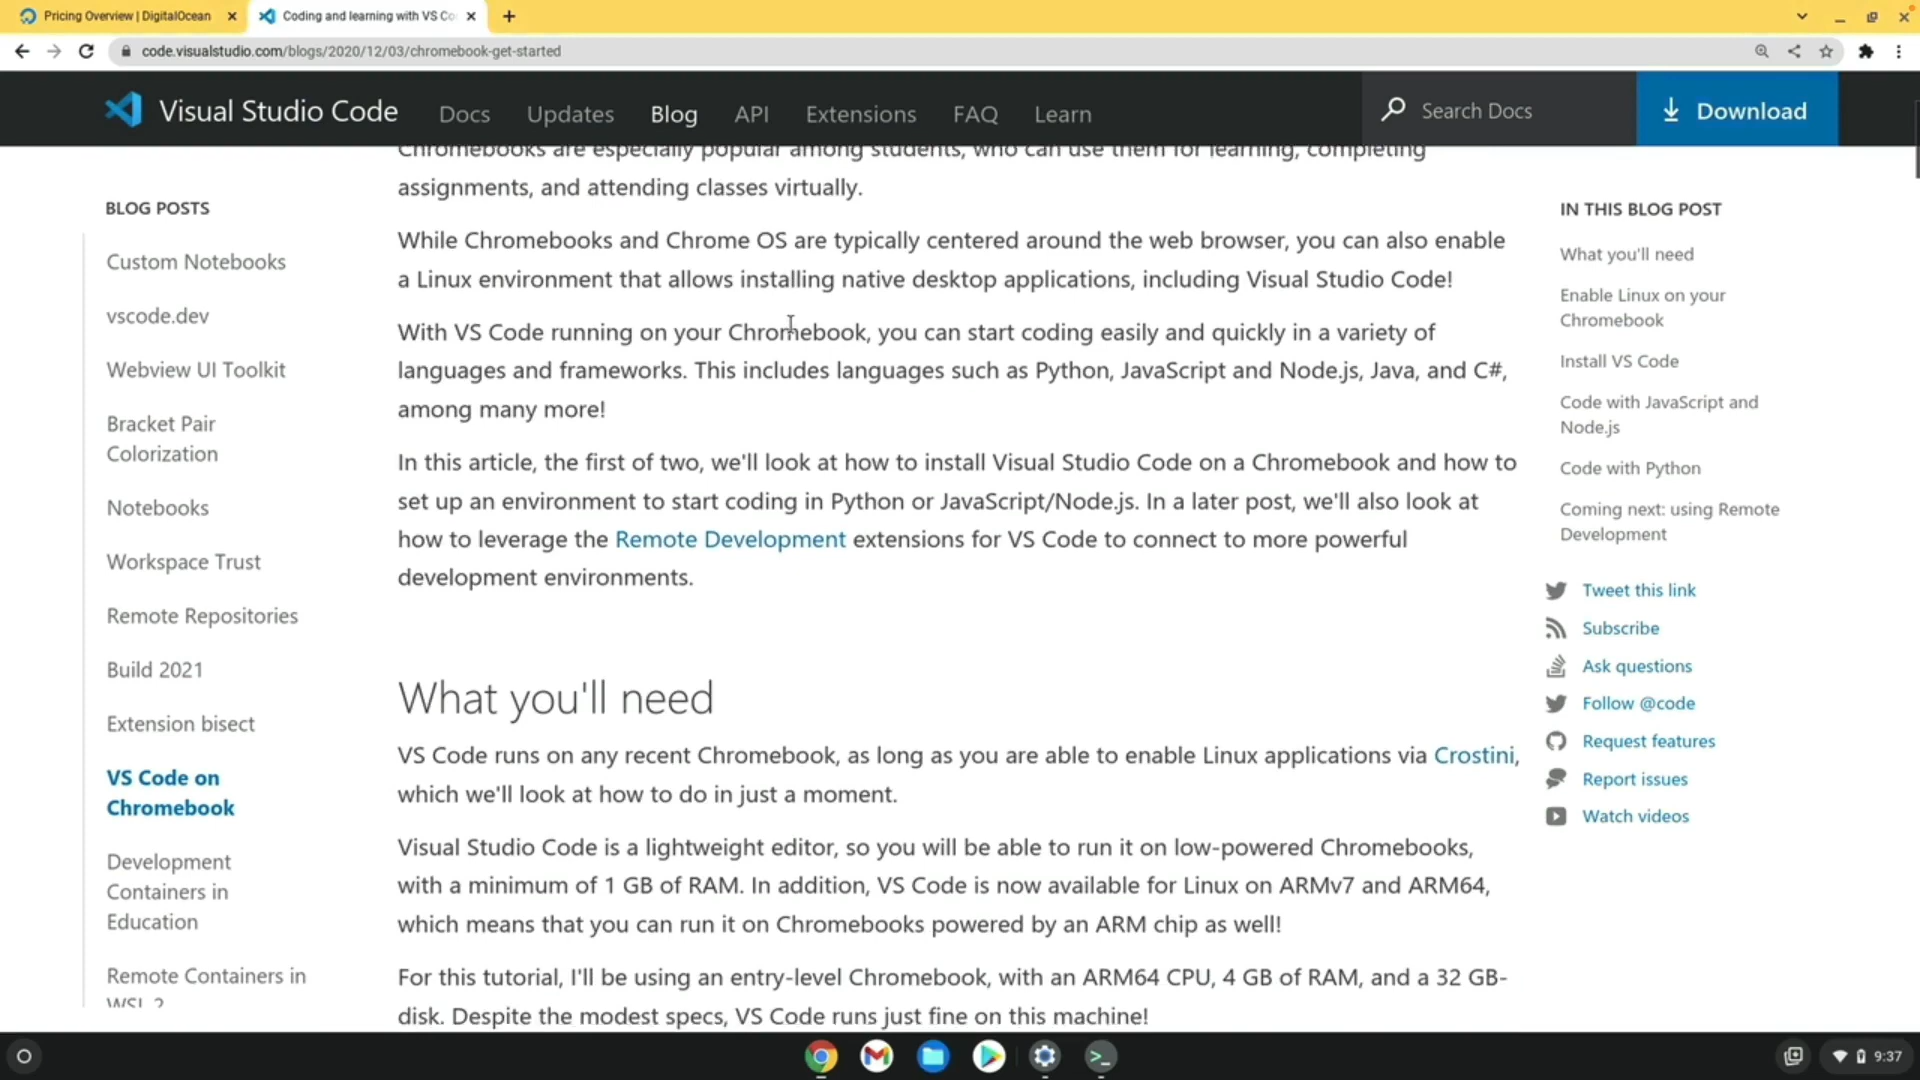 Pricing Overview | DigitalOcean
Coding and learning with VS Co
code.visualstudio.com/blogs/2020/12/03/chromebook-get-started
Visual Studio Code
Docs
Updates
Blog
API
Extensions
FAQ
Learn
Search Docs
Download
BLOG POSTS
Custom Notebooks
vscode.dev
Webview UI Toolkit
Bracket Pair
Colorization
Notebooks
Workspace Trust
Remote Repositories
Build 2021
Extension bisect
VS Code on
Chromebook
Development
Containers in
Education
Remote Containers in
WSL 2
Chromebooks are especially popular among students, who can use them for learning, completing
assignments, and attending classes virtually.
While Chromebooks and Chrome OS are typically centered around the web browser, you can also enable
a Linux environment that allows installing native desktop applications, including Visual Studio Code!
With VS Code running on your Chromebook, you can start coding easily and quickly in a variety of
languages and frameworks. This includes languages such as Python, JavaScript and Node.js, Java, and C#,
among many more!
In this article, the first of two, we'll look at how to install Visual Studio Code on a Chromebook and how to
set up an environment to start coding in Python or JavaScript/Node.js. In a later post, we'll also look at
how to leverage the Remote Development extensions for VS Code to connect to more powerful
development environments.
What you'll need
VS Code runs on any recent Chromebook, as long as you are able to enable Linux applications via Crostini,
which we'll look at how to do in just a moment.
Visual Studio Code is a lightweight editor, so you will be able to run it on low-powered Chromebooks,
with a minimum of 1 GB of RAM. In addition, VS Code is now available for Linux on ARMv7 and ARM64,
which means that you can run it on Chromebooks powered by an ARM chip as well!
For this tutorial, I'll be using an entry-level Chromebook, with an ARM64 CPU, 4 GB of RAM, and a 32 GB-
disk. Despite the modest specs, VS Code runs just fine on this machine!
IN THIS BLOG POST
What you'll need
Enable Linux on your
Chromebook
Install VS Code
Code with JavaScript and
Node.js
Code with Python
Coming next: using Remote
Development
Tweet this link
Subscribe
Ask questions
Follow @code
Request features
Report issues
Watch videos
9:37